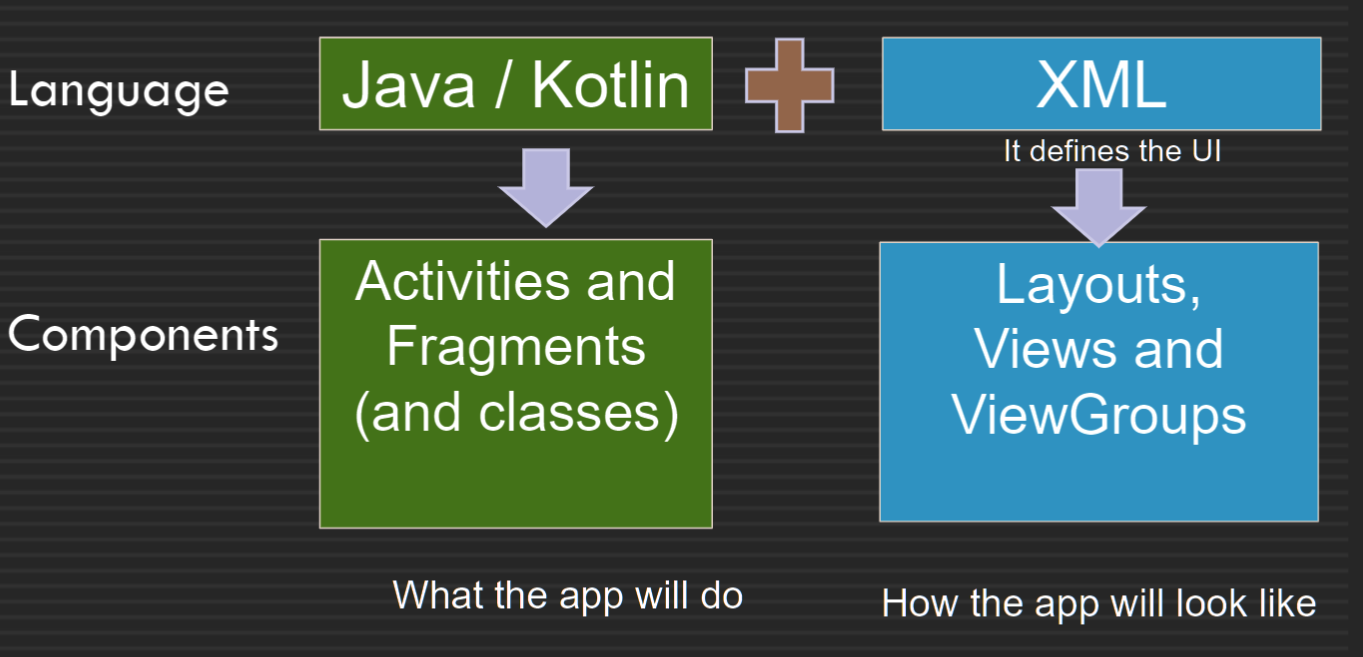 Language
Java / Kotlin
XML
It defines the UI
Components
Activities and
Fragments
(and classes)
Layouts,
Views and
ViewGroups
What the app will do
How the app will look like